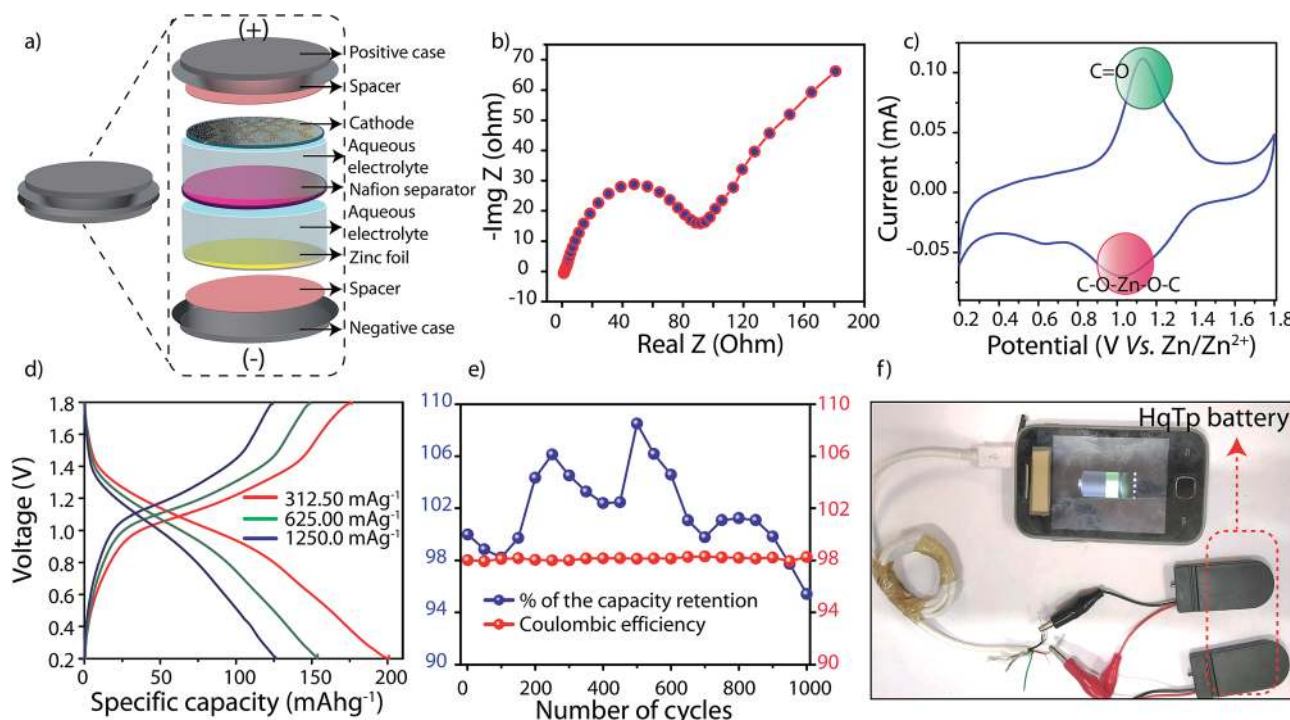 a)
(+)
Positive case
Spacer
Cathode
Aqueous
electrolyte
Nafion separator
Aqueous
electrolyte
Zinc foil
Spacer
Negative case
(-)
b)
-Img Z (ohm)
70
60
50
40
30
20
10
0
-10
0 40 80 120 160 200
Real Z (Ohm)
c)
Current (mA)
0.10
0.05
0.00
-0.05
C=O
C-O-Zn-O-C
0.2 0.4 0.6 0.8 1.0 1.2 1.4 1.6 1.8
Potential (V Vs. Zn/Zn²⁺)
d)
Voltage (V)
1.8
1.6
1.4
1.2
1.0
0.8
0.6
0.4
0.2
312.50 mAg⁻¹
625.00 mAg⁻¹
1250.0 mAg⁻¹
0 50 100 150 200
Specific capacity (mAhg⁻¹)
e)
110 110
106 106
102 102
98 98
94 94
90 90
% of the capacity retention
Coulombic efficiency
0 200 400 600 800 1000
Number of cycles
f)
HqTp battery